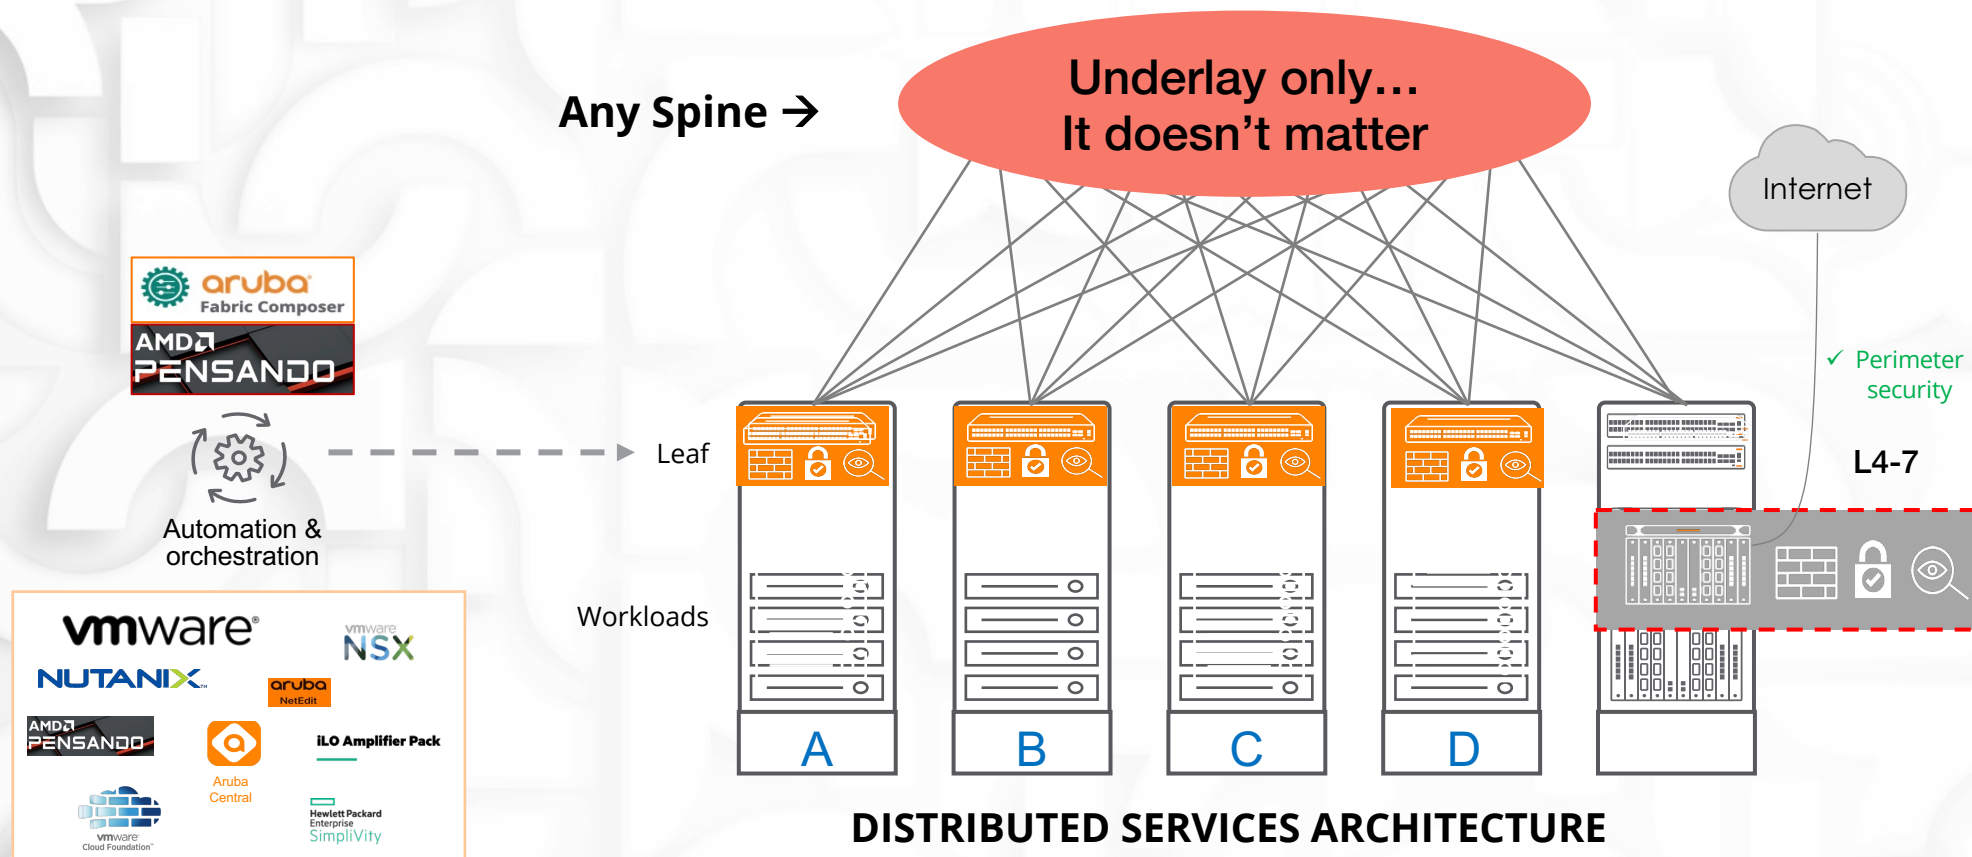 Underlay only…
It doesn’t matter
Any Spine →
Internet
aruba
Fabric Composer
AMD
PENSANDO
✓ Perimeter
security
Leaf
L4-7
Automation &
orchestration
Workloads
vmware®
vmware
NSX
NUTANIX™
aruba
NetEdit
AMD
PENSANDO
iLO Amplifier Pack
Aruba
Central
vmware
Cloud Foundation™
Hewlett Packard
Enterprise
SimpliVity
A
B
C
D
DISTRIBUTED SERVICES ARCHITECTURE